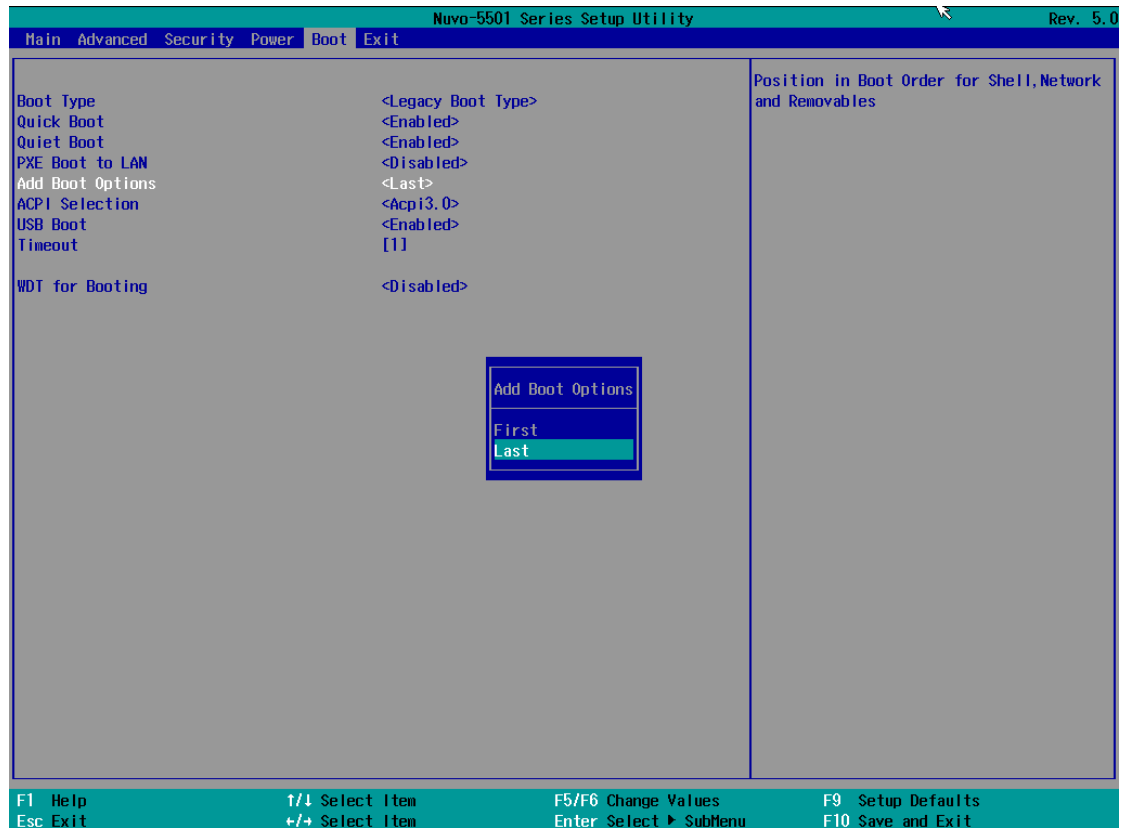 Nuvo-5501 Series Setup Utility Rev. 5.0
Main Advanced Security Power Boot Exit
Position in Boot Order for Shell,Network
and Removables
Boot Type <Legacy Boot Type>
Quick Boot <Enabled>
Quiet Boot <Enabled>
PXE Boot to LAN <Disabled>
Add Boot Options <Last>
ACPI Selection <Acpi3.0>
USB Boot <Enabled>
Timeout [1]
WDT for Booting <Disabled>
Add Boot Options
First
Last
F1 Help ↑/↓ Select Item F5/F6 Change Values F9 Setup Defaults
Esc Exit ←/→ Select Item Enter Select ▶ SubMenu F10 Save and Exit